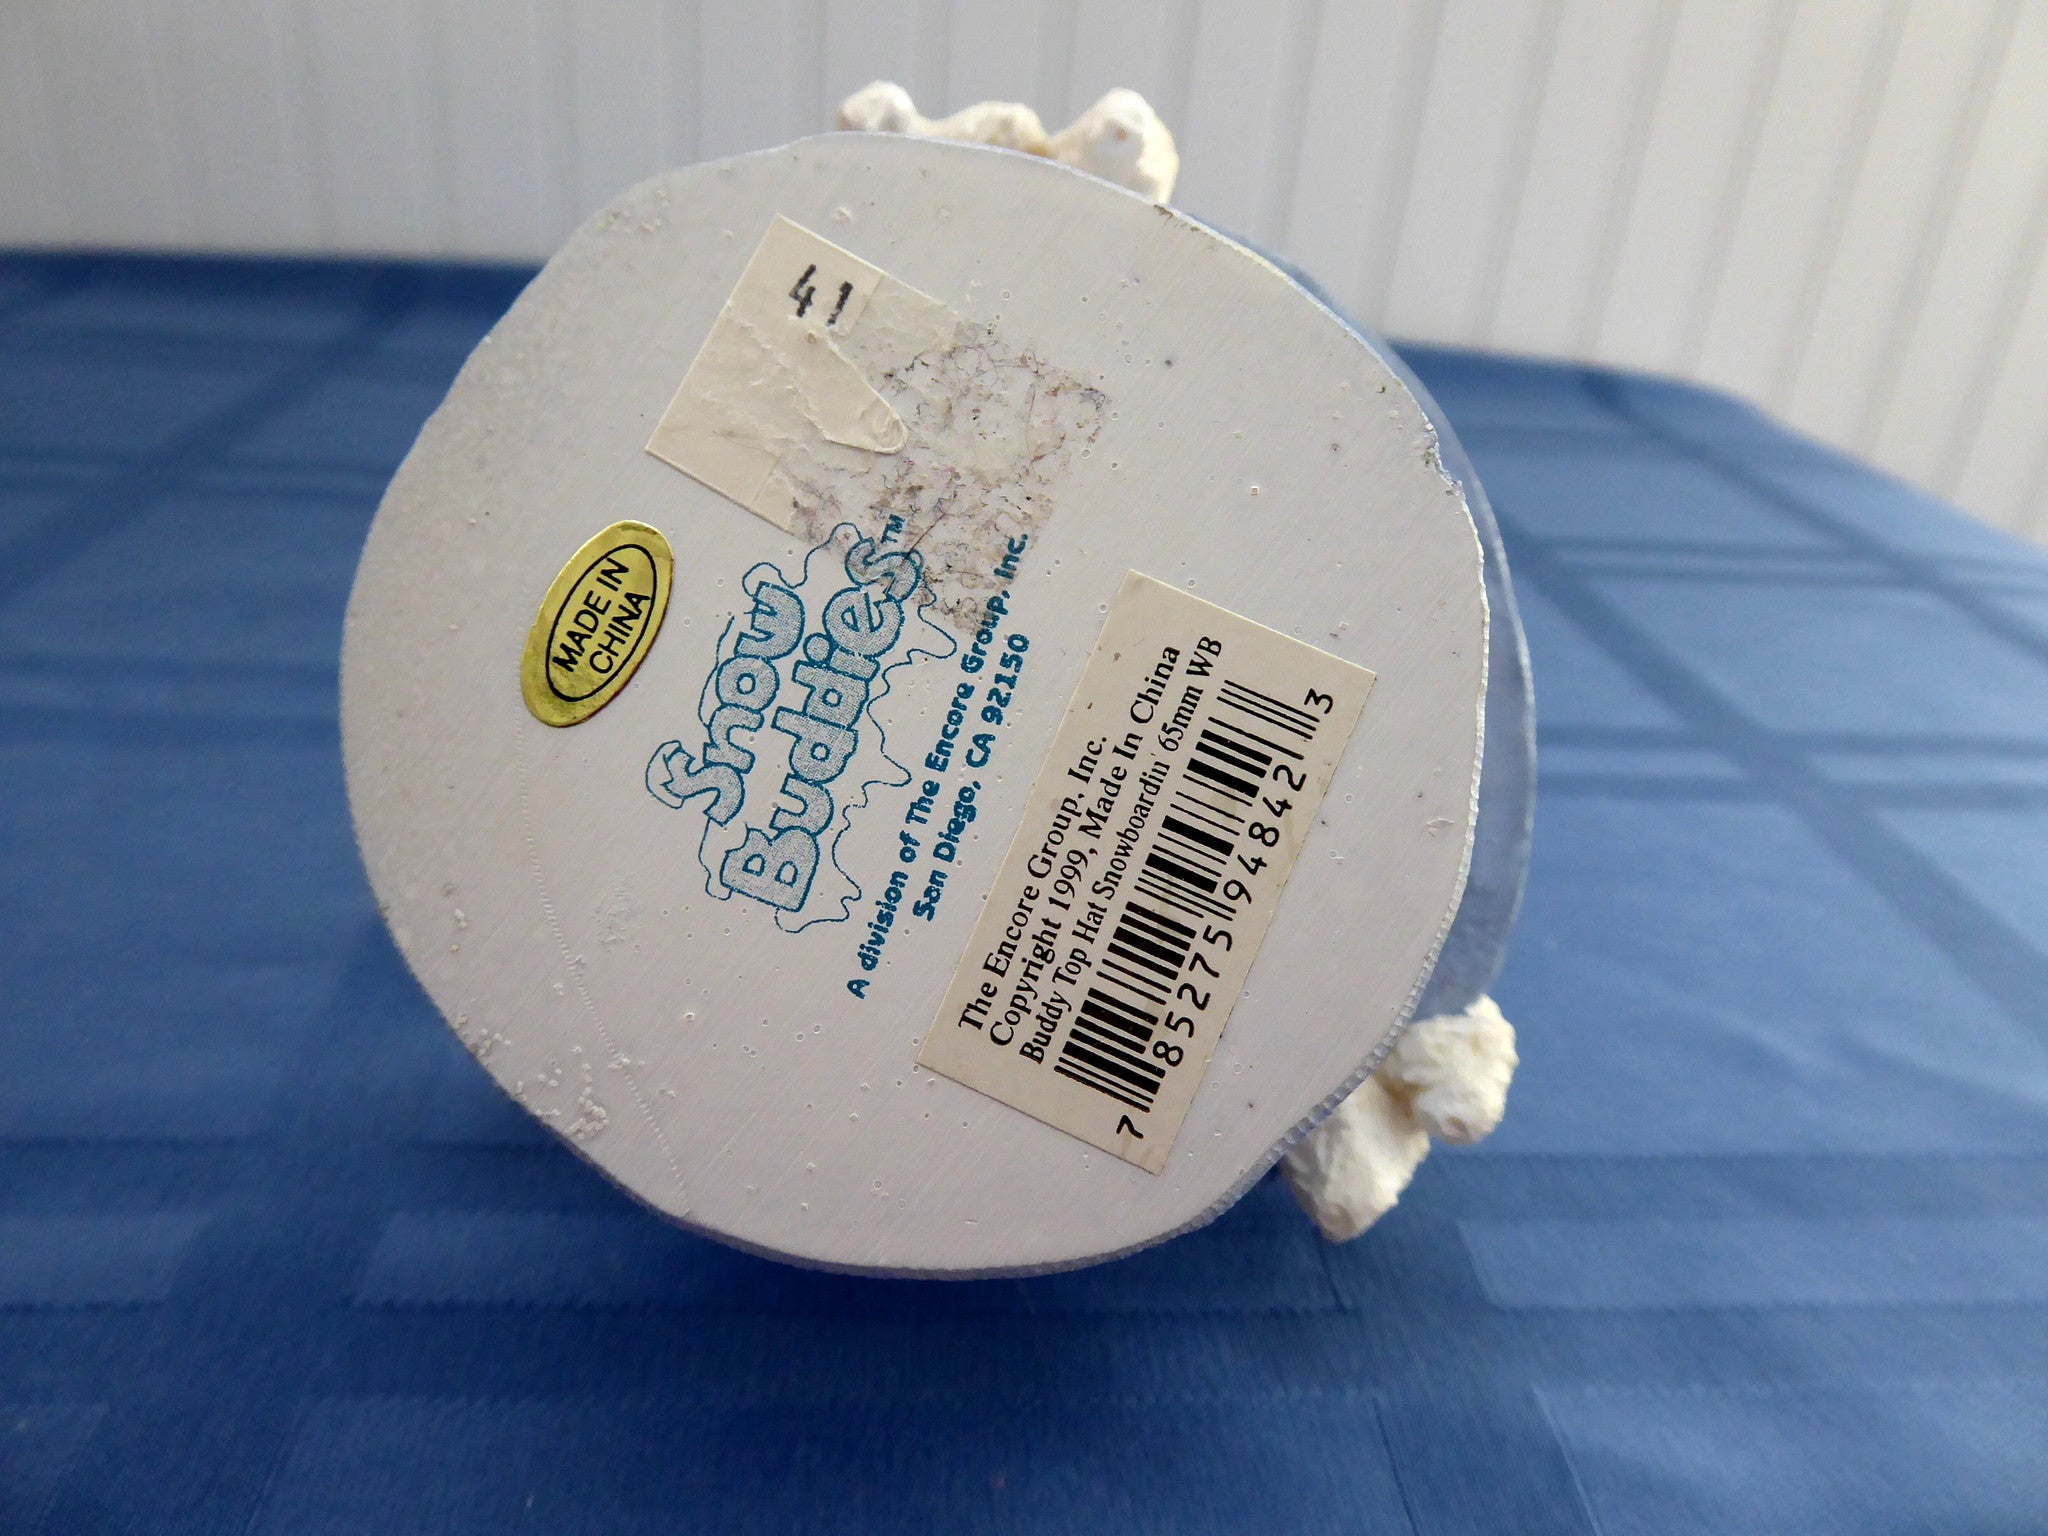 41
MADE IN
CHINA
Snow
Buddies™
A division of The Encore Group, Inc.
San Diego, CA 92150
The Encore Group, Inc.
Copyright 1999, Made In China
Buddy Top Hat Snowboardin' 65mm WB
7 85275 94842 3